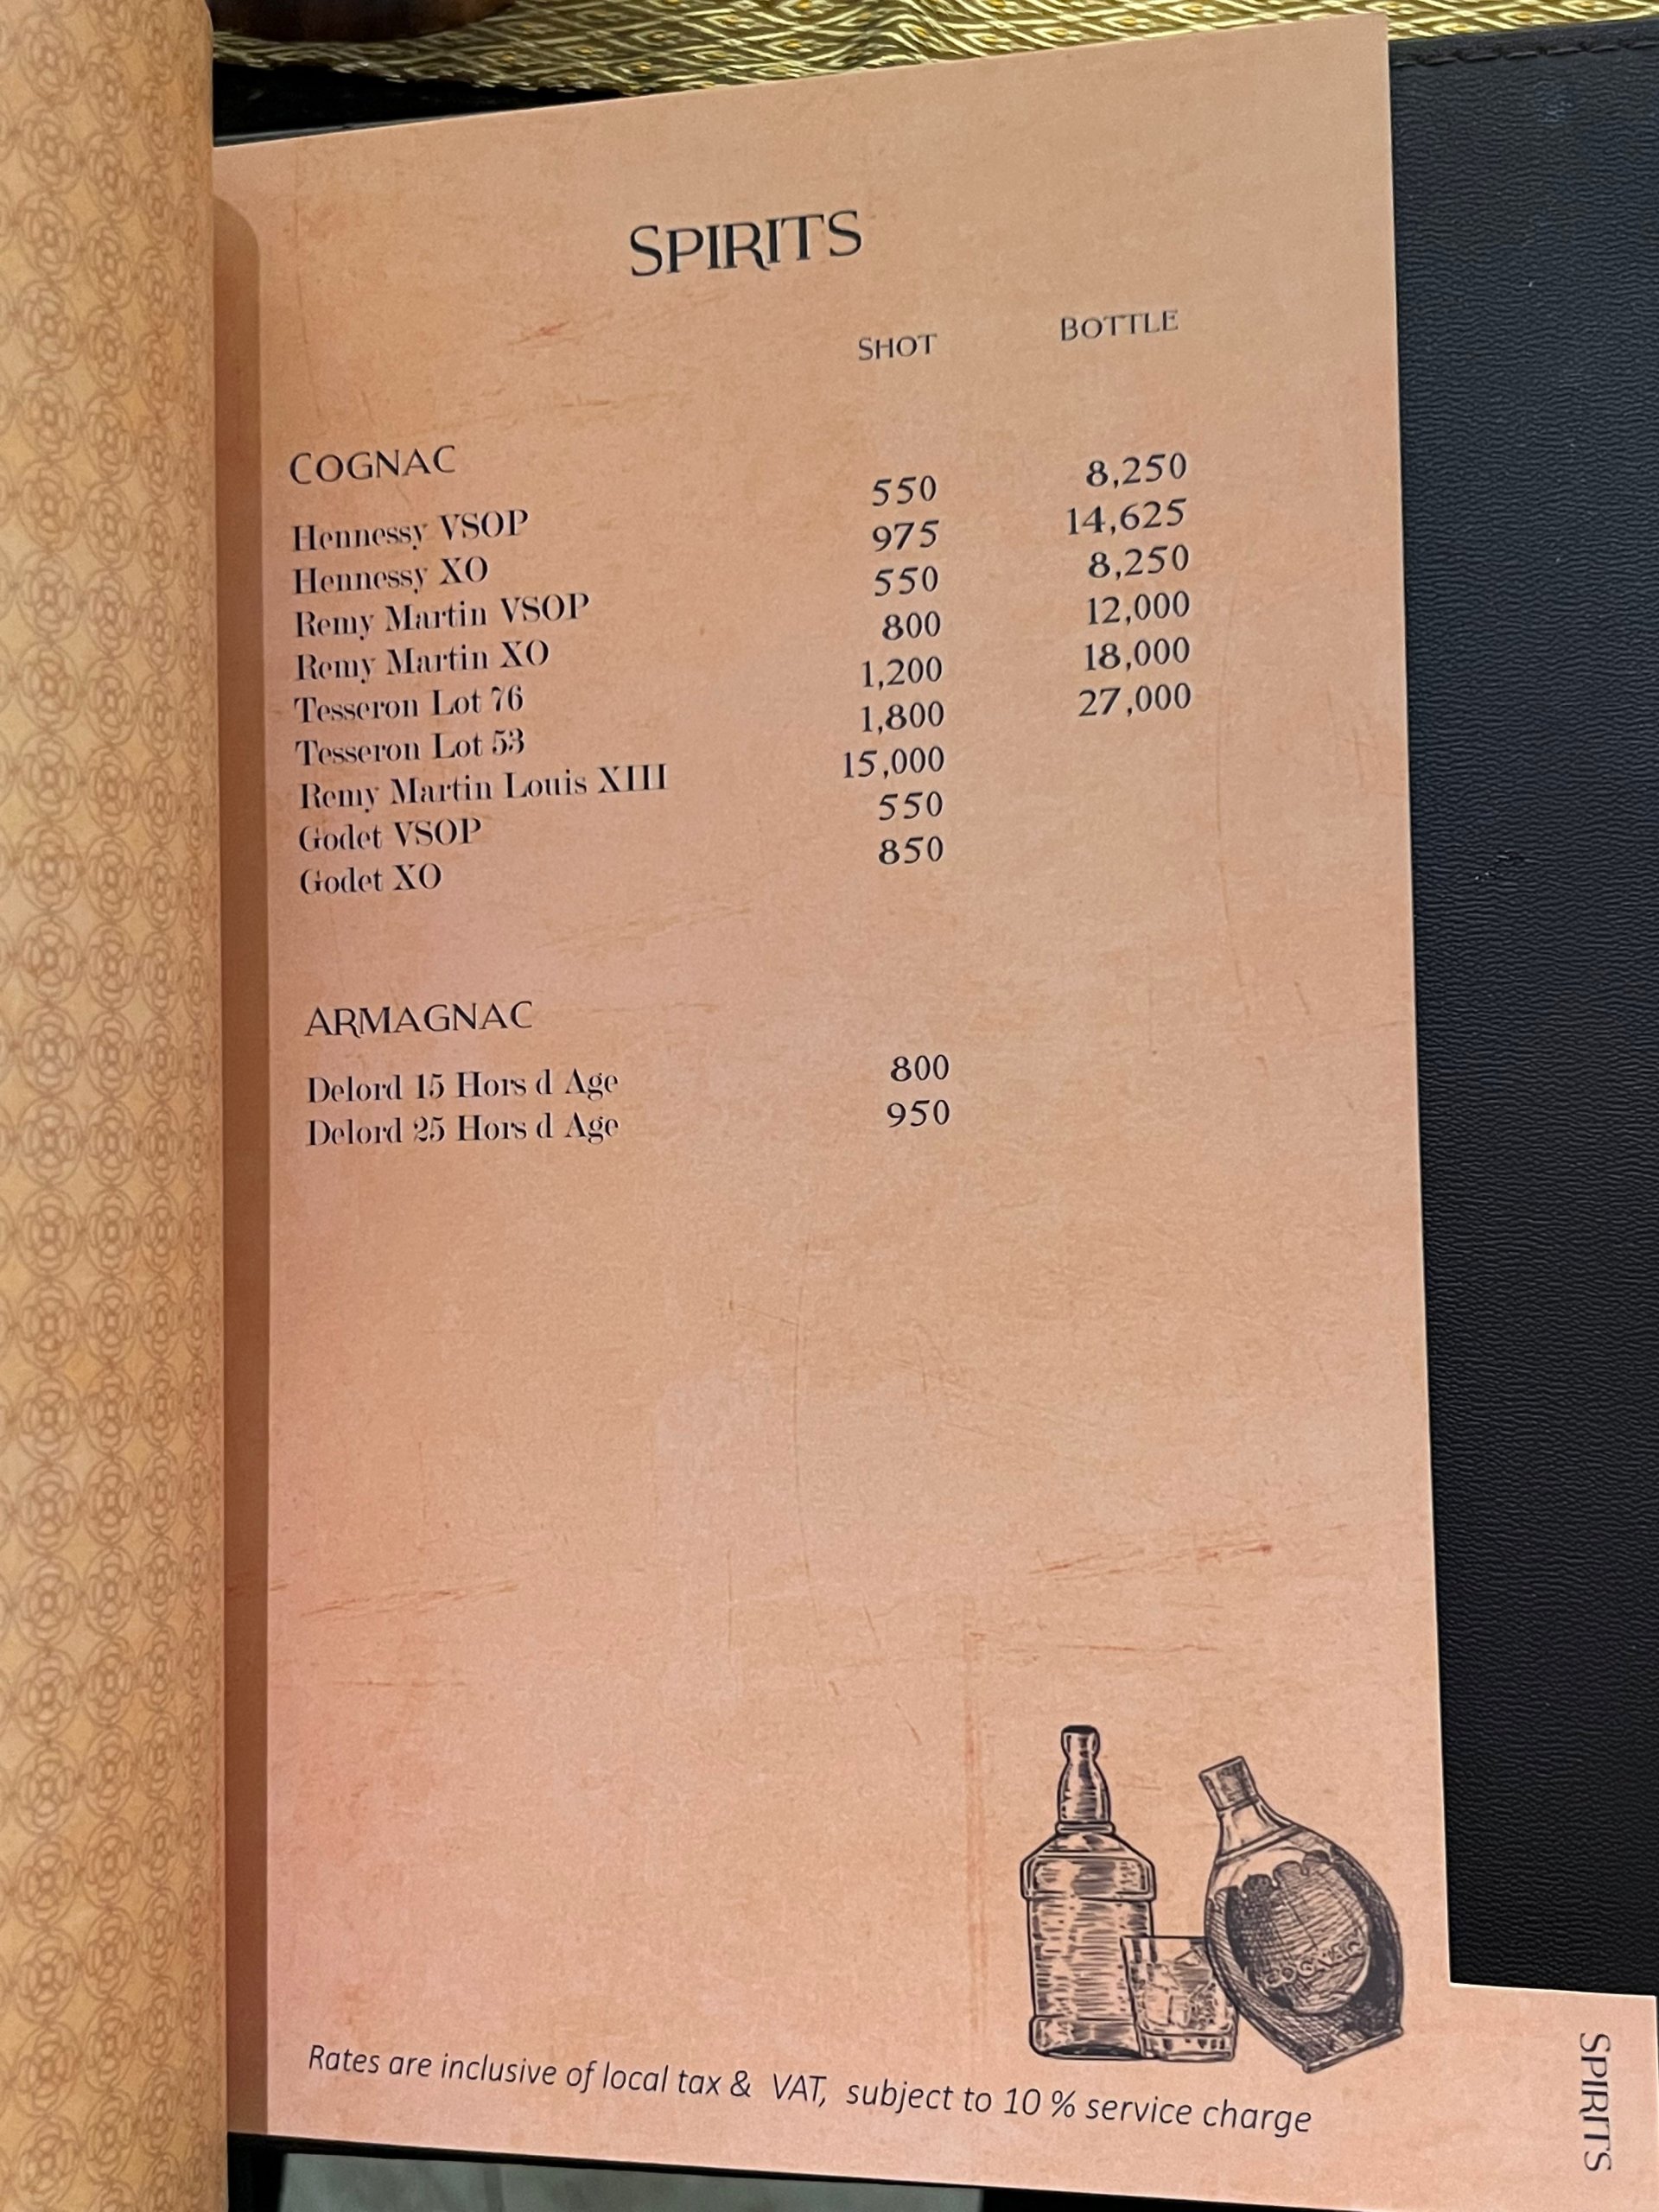 SPIRITS
SHOT BOTTLE
COGNAC
Hennessy VSOP 550 8,250
Hennessy XO 975 14,625
Remy Martin VSOP 550 8,250
Remy Martin XO 800 12,000
Tesseron Lot 76 1,200 18,000
Tesseron Lot 53 1,800 27,000
Remy Martin Louis XIII 15,000
Godet VSOP 550
Godet XO 850
ARMAGNAC
Delord 15 Hors d Age 800
Delord 25 Hors d Age 950
COGNAC
Rates are inclusive of local tax & VAT, subject to 10 % service charge
SPIRITS